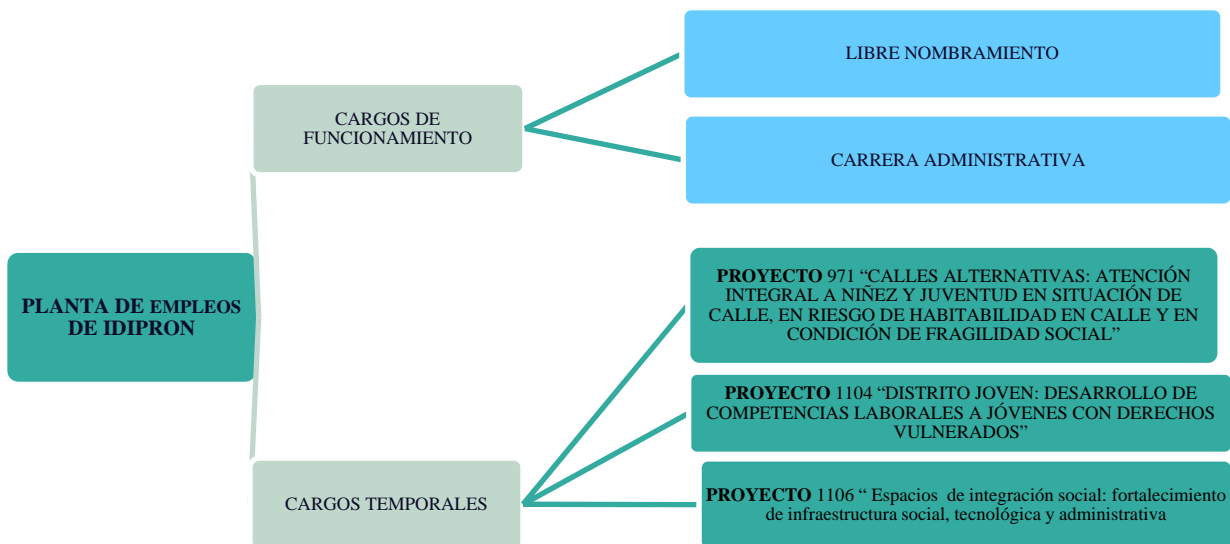 PLANTA DE EMPLEOS
DE IDIPRON
CARGOS DE
FUNCIONAMIENTO
LIBRE NOMBRAMIENTO
CARRERA ADMINISTRATIVA
CARGOS TEMPORALES
PROYECTO 971 “CALLES ALTERNATIVAS: ATENCIÓN
INTEGRAL A NIÑEZ Y JUVENTUD EN SITUACIÓN DE
CALLE, EN RIESGO DE HABITABILIDAD EN CALLE Y EN
CONDICIÓN DE FRAGILIDAD SOCIAL”
PROYECTO 1104 “DISTRITO JOVEN: DESARROLLO DE
COMPETENCIAS LABORALES A JÓVENES CON DERECHOS
VULNERADOS”
PROYECTO 1106 “ Espacios de integración social: fortalecimiento
de infraestructura social, tecnológica y administrativa